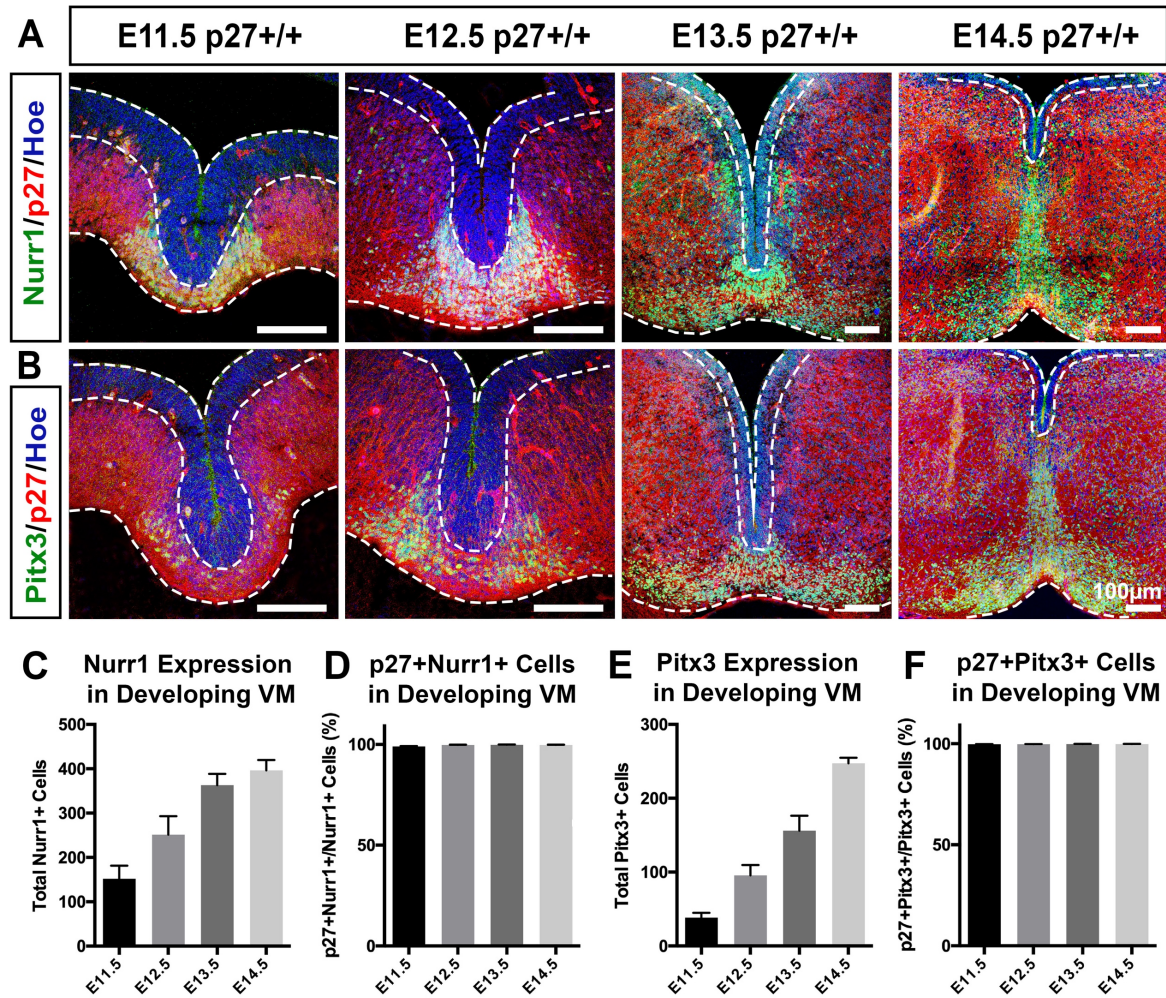 A
E11.5 p27+/+ E12.5 p27+/+ E13.5 p27+/+ E14.5 p27+/+
Nurr1/p27/Hoe
B
Pitx3/p27/Hoe
100µm
C
Nurr1 Expression
in Developing VM
Total Nurr1+ Cells
500
400
300
200
100
0
E11.5 E12.5 E13.5 E14.5
D
p27+Nurr1+ Cells
in Developing VM
p27+Nurr1+/Nurr1+ Cells (%)
100
50
0
E11.5 E12.5 E13.5 E14.5
E
Pitx3 Expression
in Developing VM
Total Pitx3+ Cells
300
200
100
0
E11.5 E12.5 E13.5 E14.5
F
p27+Pitx3+ Cells
in Developing VM
p27+Pitx3+/Pitx3+ Cells (%)
100
50
0
E11.5 E12.5 E13.5 E14.5